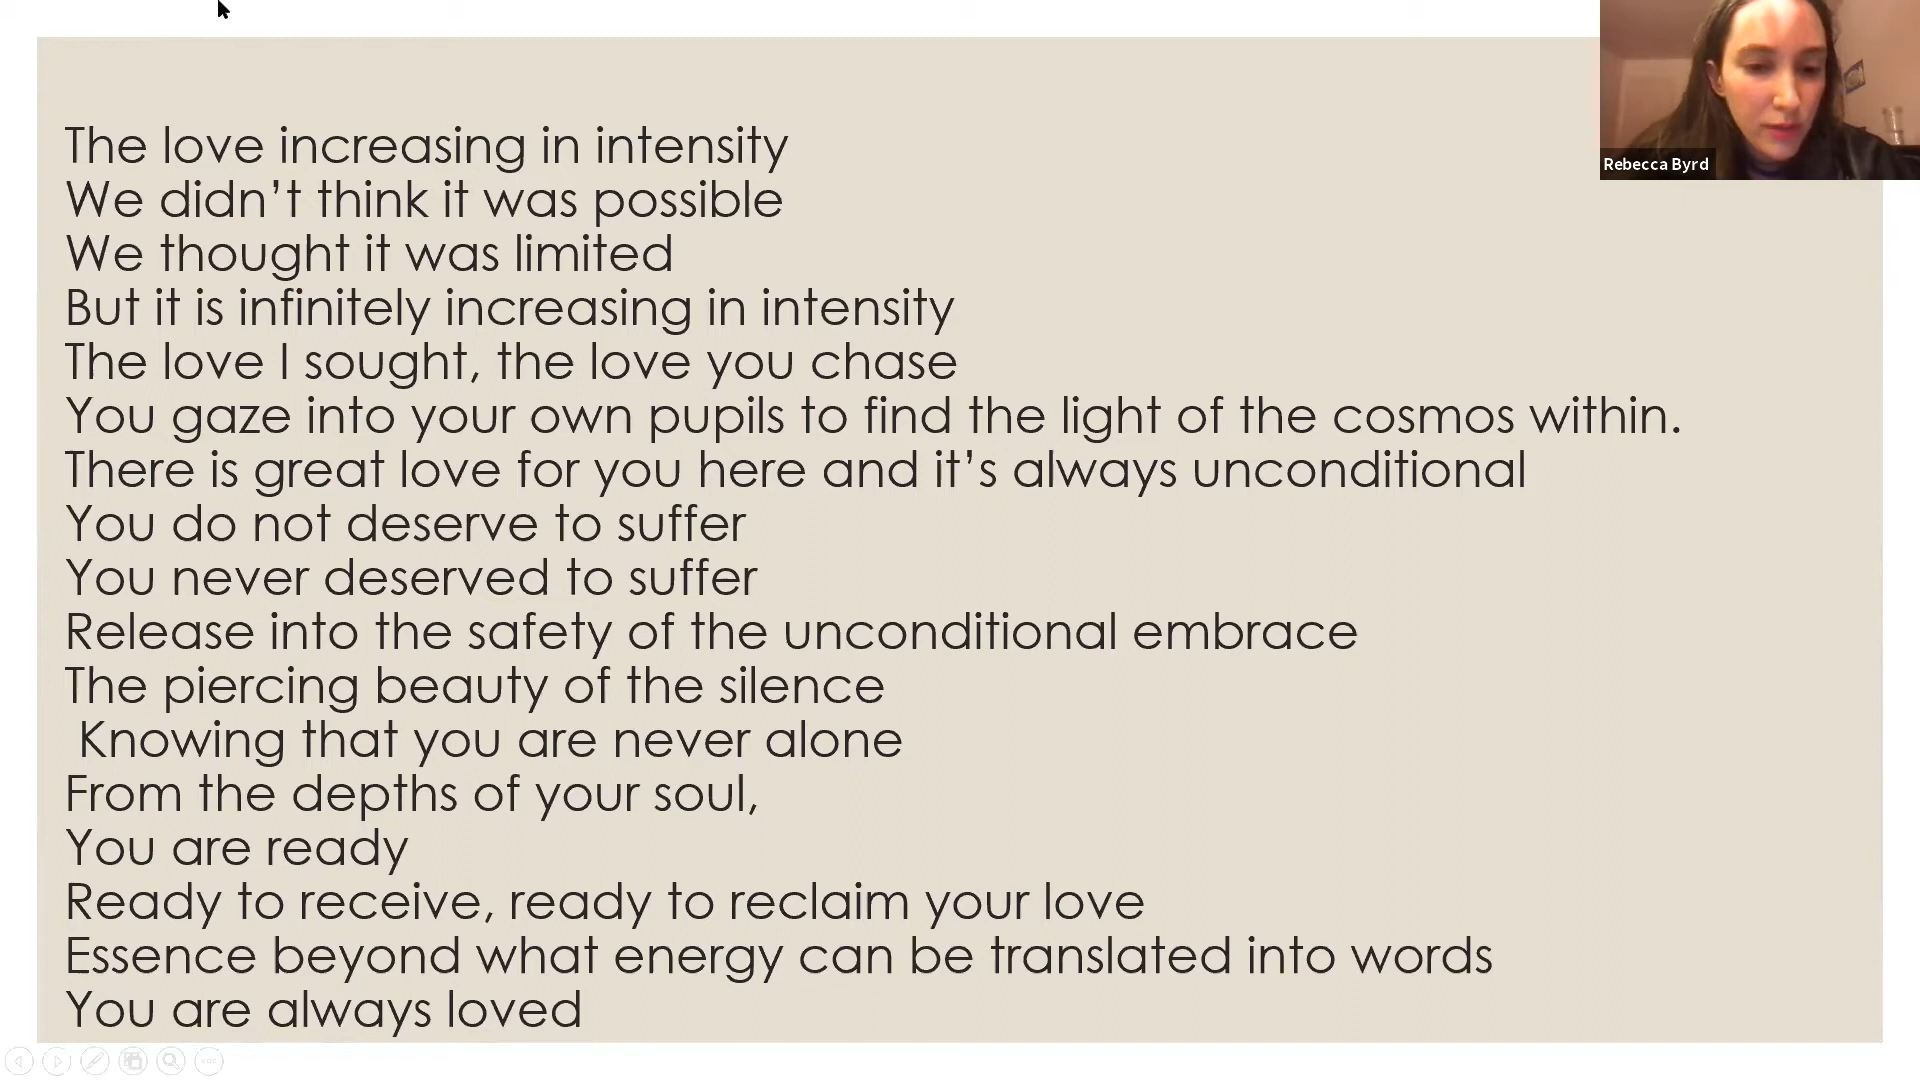 Rebecca Byrd
The love increasing in intensity
We didn’t think it was possible
We thought it was limited
But it is infinitely increasing in intensity
The love I sought, the love you chase
You gaze into your own pupils to find the light of the cosmos within.
There is great love for you here and it’s always unconditional
You do not deserve to suffer
You never deserved to suffer
Release into the safety of the unconditional embrace
The piercing beauty of the silence
Knowing that you are never alone
From the depths of your soul,
You are ready
Ready to receive, ready to reclaim your love
Essence beyond what energy can be translated into words
You are always loved